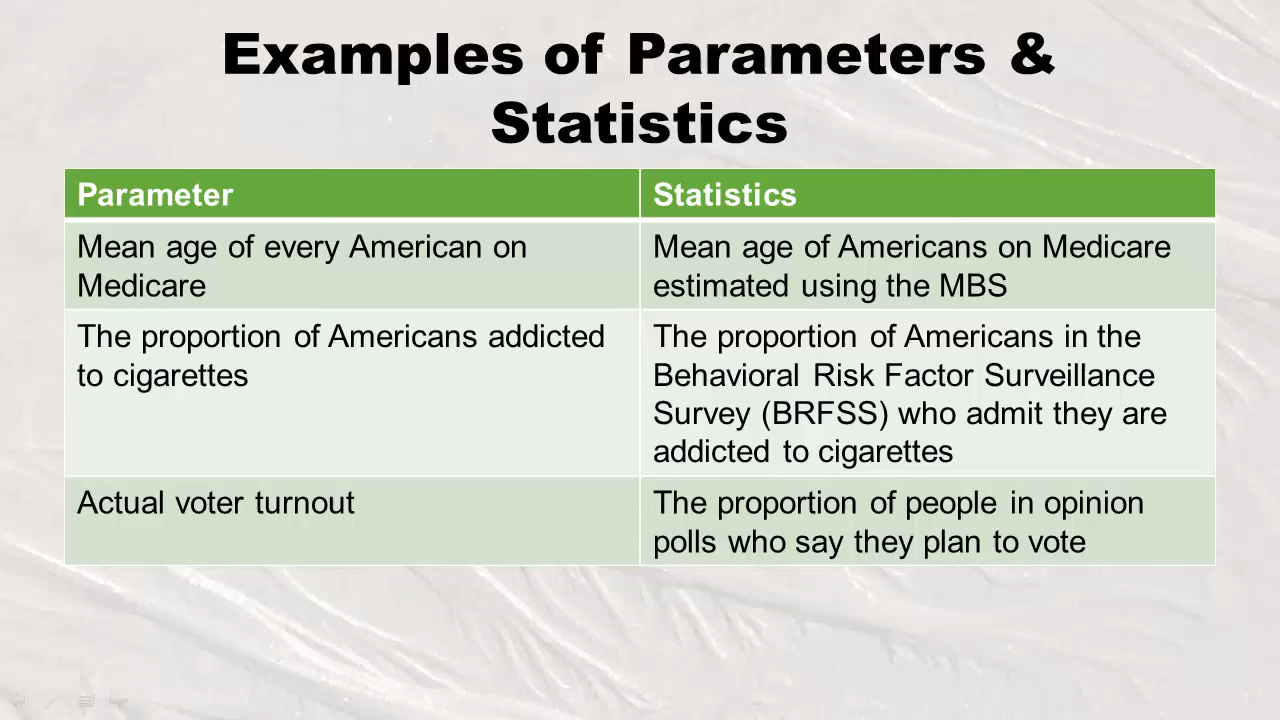 Examples of Parameters &
Statistics
Parameter
Statistics
Mean age of every American on
Medicare
Mean age of Americans on Medicare
estimated using the MBS
The proportion of Americans addicted
to cigarettes
The proportion of Americans in the
Behavioral Risk Factor Surveillance
Survey (BRFSS) who admit they are
addicted to cigarettes
Actual voter turnout
The proportion of people in opinion
polls who say they plan to vote